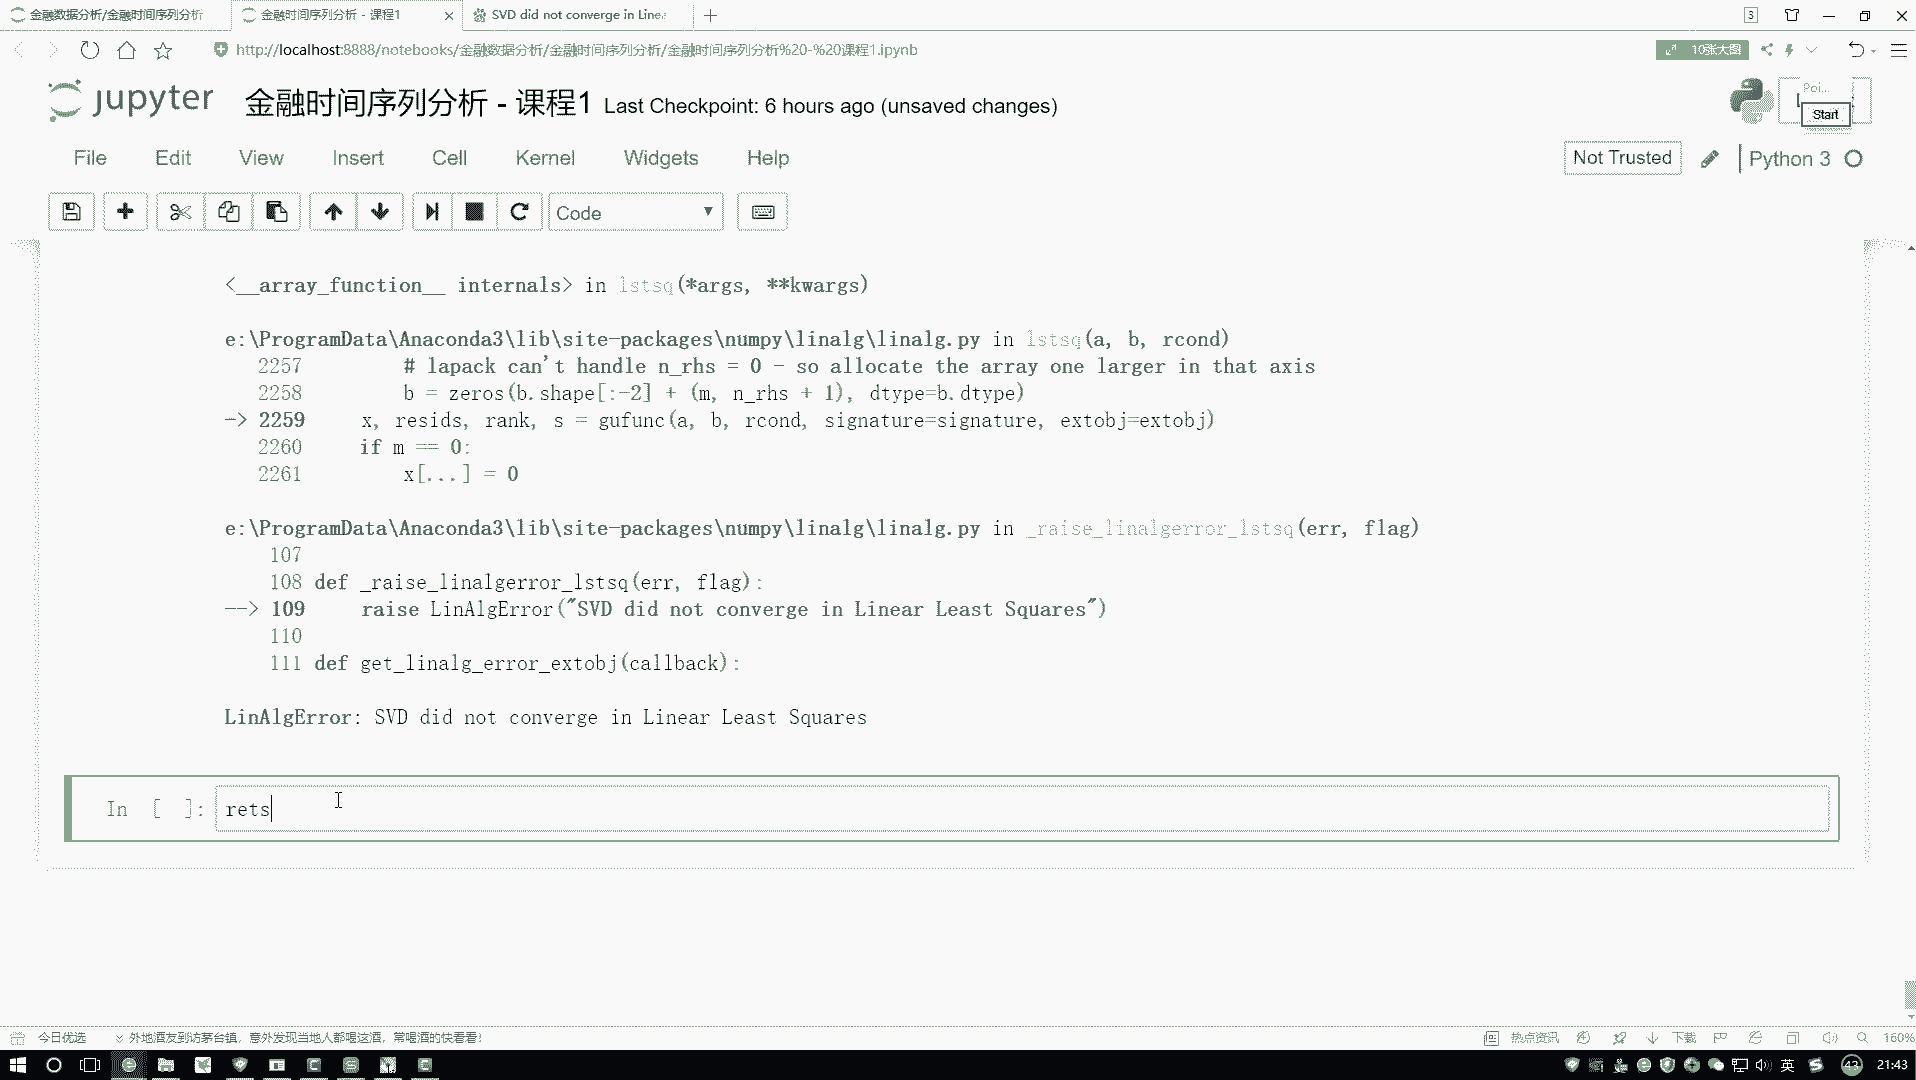 金融数据分析/金融时间序列分析
金融时间序列分析 - 课程1
SVD did not converge in Line
3
http://localhost:8888/notebooks/金融数据分析/金融时间序列分析/金融时间序列分析%20-%20课程1.ipynb
10张大图
jupyter
金融时间序列分析 - 课程1 Last Checkpoint: 6 hours ago (unsaved changes)
Poi...
Start
File Edit View Insert Cell Kernel Widgets Help
Not Trusted
Python 3
Code
<__array_function__ internals> in lstsq(*args, **kwargs)
e:\ProgramData\Anaconda3\lib\site-packages\numpy\linalg\linalg.py in lstsq(a, b, rcond)
2257 # lapack can't handle n_rhs = 0 - so allocate the array one larger in that axis
2258 b = zeros(b.shape[:-2] + (m, n_rhs + 1), dtype=b.dtype)
-> 2259 x, resids, rank, s = gufunc(a, b, rcond, signature=signature, extobj=extobj)
2260 if m == 0:
2261 x[...] = 0
e:\ProgramData\Anaconda3\lib\site-packages\numpy\linalg\linalg.py in _raise_linalgerror_lstsq(err, flag)
107
108 def _raise_linalgerror_lstsq(err, flag):
--> 109 raise LinAlgError("SVD did not converge in Linear Least Squares")
110
111 def get_linalg_error_extobj(callback):
LinAlgError: SVD did not converge in Linear Least Squares
In [ ]: rets
今日优选
外地酒友到访茅台镇，意外发现当地人都喝这酒，常喝酒的快看看！
热点资讯
下载
160%
英
43
21:43